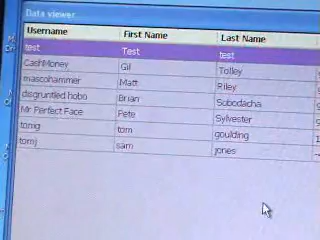 Data viewer
Username First Name Last Name
test Test test
CashMoney Gil Tolley
mascohammer Matt Riley
disgruntled hobo Brian Sobodacha
Mr Perfect Face Pete Sylvester
tomg tom goulding
tomj sam jones